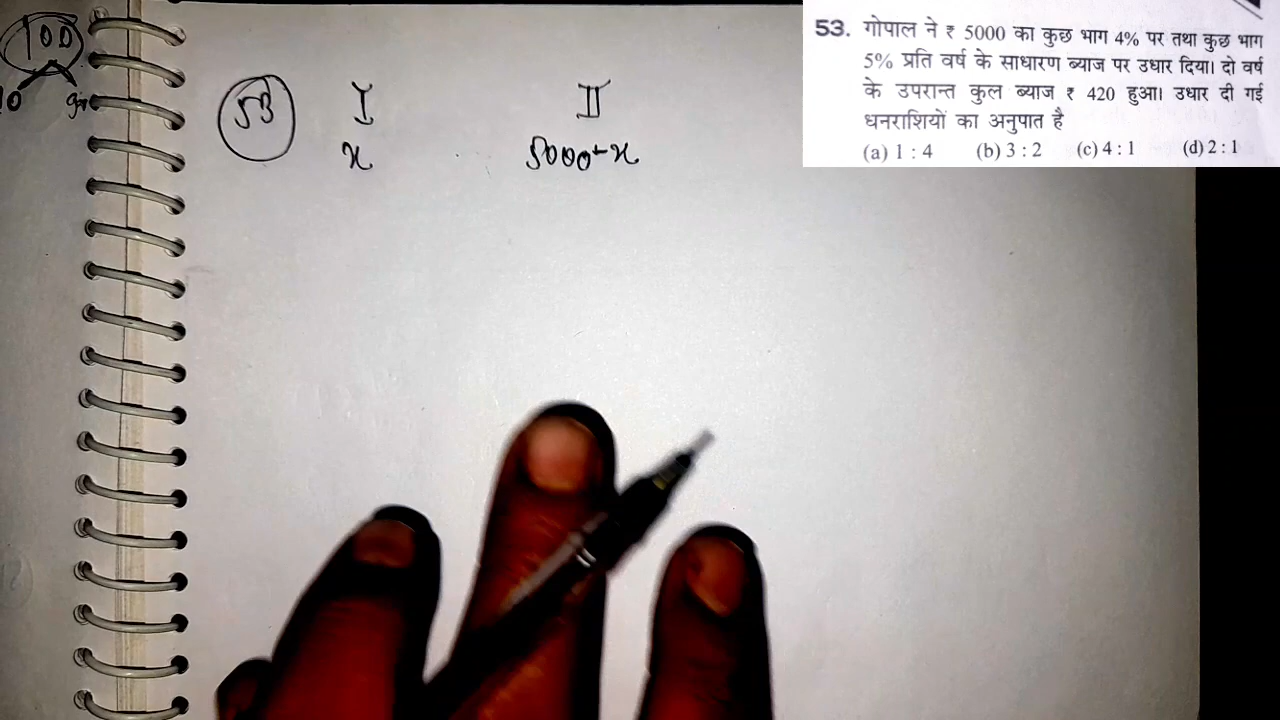 100
53
I
II
x
5000-x
53. गोपाल ने ₹ 5000 का कुछ भाग 4% पर तथा कुछ भाग
5% प्रति वर्ष के साधारण ब्याज पर उधार दिया। दो वर्ष
के उपरान्त कुल ब्याज ₹ 420 हुआ। उधार दी गई
धनराशियों का अनुपात है
(a) 1 : 4 (b) 3 : 2 (c) 4 : 1 (d) 2 : 1